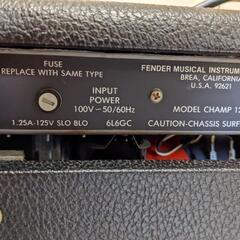 FUSE
REPLACE WITH SAME TYPE
INPUT
POWER
100V-50/60Hz
1.25A-125V SLO BLO
6L6GC
FENDER MUSICAL INSTRUM
BREA, CALIFORNI
U.S.A. 92621
MODEL CHAMP 12
CAUTION-CHASSIS SURF